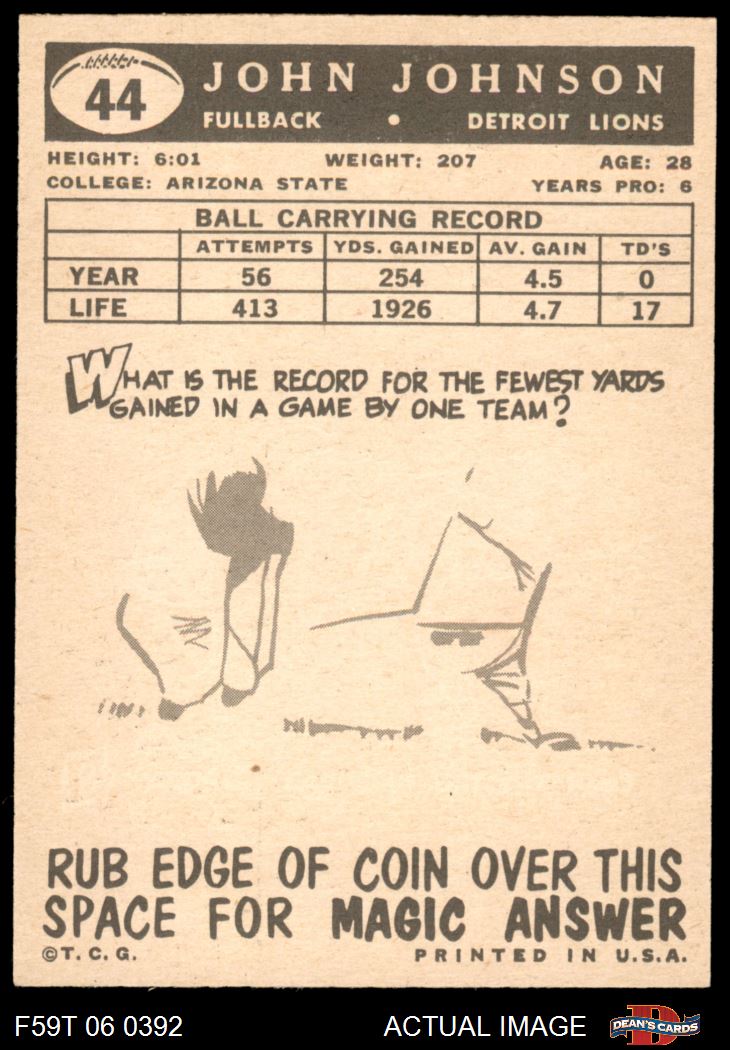 44
JOHN JOHNSON
FULLBACK • DETROIT LIONS
HEIGHT: 6:01 WEIGHT: 207 AGE: 28
COLLEGE: ARIZONA STATE YEARS PRO: 6
BALL CARRYING RECORD
ATTEMPTS YDS. GAINED AV. GAIN TD'S
YEAR 56 254 4.5 0
LIFE 413 1926 4.7 17
WHAT IS THE RECORD FOR THE FEWEST YARDS
GAINED IN A GAME BY ONE TEAM?
RUB EDGE OF COIN OVER THIS
SPACE FOR MAGIC ANSWER
©T. C. G. PRINTED IN U.S.A.
F59T 06 0392 ACTUAL IMAGE DEAN'S CARDS